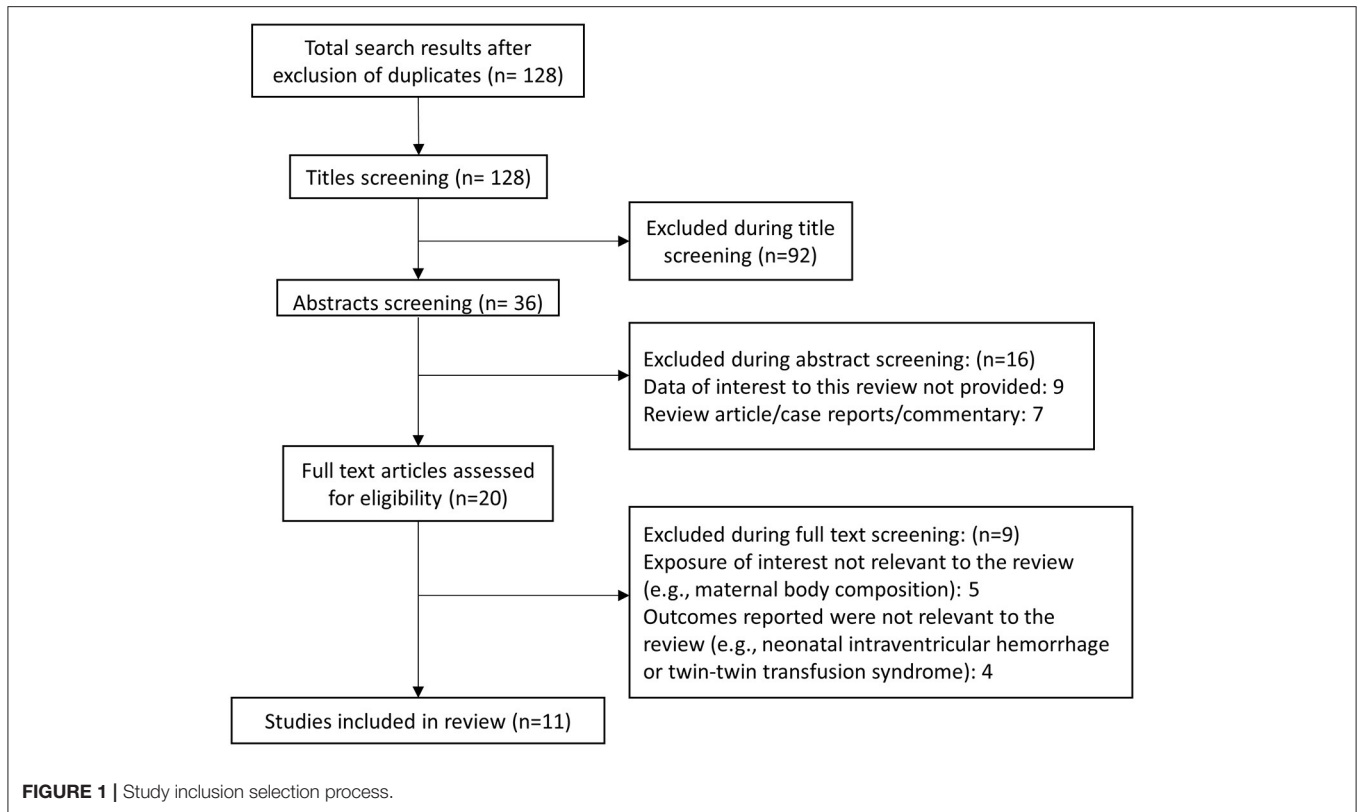 Total search results after
exclusion of duplicates (n= 128)
Titles screening (n= 128)
Excluded during title
screening (n=92)
Abstracts screening (n= 36)
Excluded during abstract screening: (n=16)
Data of interest to this review not provided: 9
Review article/case reports/commentary: 7
Full text articles assessed
for eligibility (n=20)
Excluded during full text screening: (n=9)
Exposure of interest not relevant to the review
(e.g., maternal body composition): 5
Outcomes reported were not relevant to the
review (e.g., neonatal intraventricular hemorrhage
or twin-twin transfusion syndrome): 4
Studies included in review (n=11)
FIGURE 1 | Study inclusion selection process.